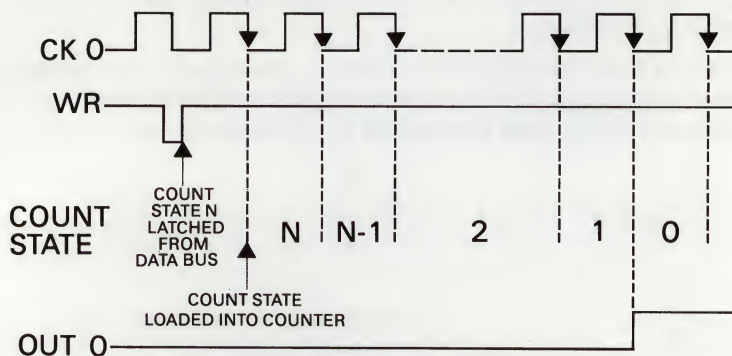 CK 0
WR
COUNT
STATE N
LATCHED
FROM
DATA BUS
COUNT
STATE
N N-1 2 1 0
COUNT STATE
LOADED INTO COUNTER
OUT 0